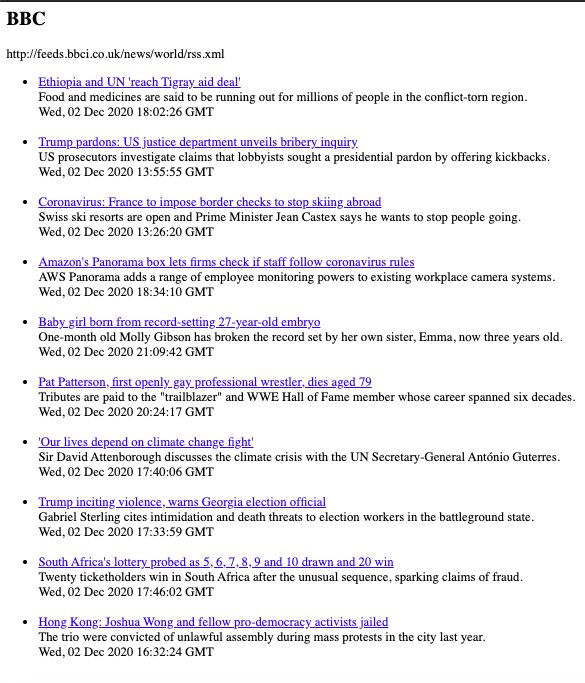 BBC
http://feeds.bbci.co.uk/news/world/rss.xml
Ethiopia and UN 'reach Tigray aid deal'
Food and medicines are said to be running out for millions of people in the conflict-torn region.
Wed, 02 Dec 2020 18:02:26 GMT
Trump pardons: US justice department unveils bribery inquiry
US prosecutors investigate claims that lobbyists sought a presidential pardon by offering kickbacks.
Wed, 02 Dec 2020 13:55:55 GMT
Coronavirus: France to impose border checks to stop skiing abroad
Swiss ski resorts are open and Prime Minister Jean Castex says he wants to stop people going.
Wed, 02 Dec 2020 13:26:20 GMT
Amazon's Panorama box lets firms check if staff follow coronavirus rules
AWS Panorama adds a range of employee monitoring powers to existing workplace camera systems.
Wed, 02 Dec 2020 18:34:10 GMT
Baby girl born from record-setting 27-year-old embryo
One-month old Molly Gibson has broken the record set by her own sister, Emma, now three years old.
Wed, 02 Dec 2020 21:09:42 GMT
Pat Patterson, first openly gay professional wrestler, dies aged 79
Tributes are paid to the "trailblazer" and WWE Hall of Fame member whose career spanned six decades.
Wed, 02 Dec 2020 20:24:17 GMT
'Our lives depend on climate change fight'
Sir David Attenborough discusses the climate crisis with the UN Secretary-General António Guterres.
Wed, 02 Dec 2020 17:40:06 GMT
Trump inciting violence, warns Georgia election official
Gabriel Sterling cites intimidation and death threats to election workers in the battleground state.
Wed, 02 Dec 2020 17:33:59 GMT
South Africa's lottery probed as 5, 6, 7, 8, 9 and 10 drawn and 20 win
Twenty ticketholders win in South Africa after the unusual sequence, sparking claims of fraud.
Wed, 02 Dec 2020 17:46:02 GMT
Hong Kong: Joshua Wong and fellow pro-democracy activists jailed
The trio were convicted of unlawful assembly during mass protests in the city last year.
Wed, 02 Dec 2020 16:32:24 GMT